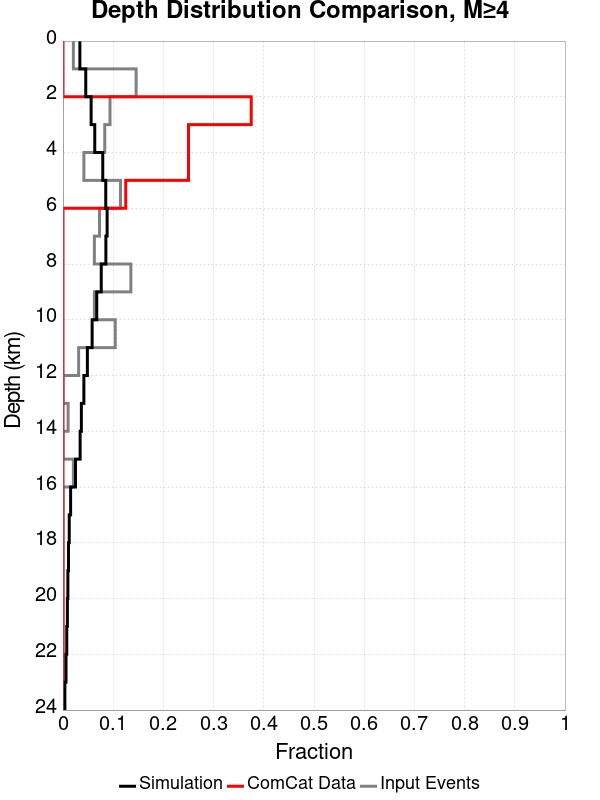 Depth Distribution Comparison, M≥4
0
2
4
6
8
10
12
14
16
18
20
22
24
Depth (km)
0 0.1 0.2 0.3 0.4 0.5 0.6 0.7 0.8 0.9 1
Fraction
Simulation ComCat Data Input Events